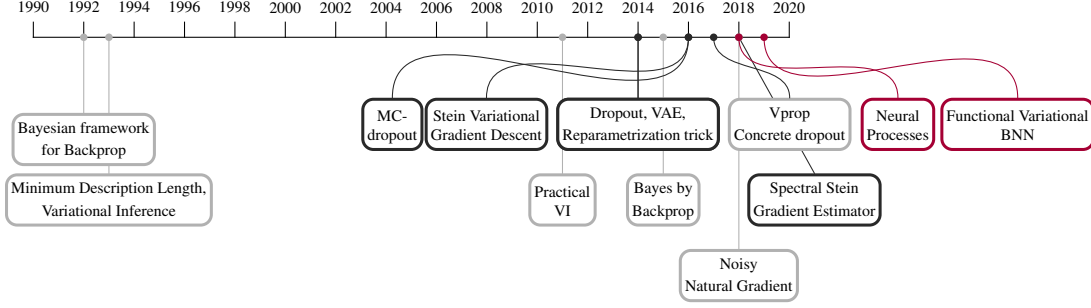 1990 1992 1994 1996 1998 2000 2002 2004 2006 2008 2010 2012 2014 2016 2018 2020
MC-
dropout
Stein Variational
Gradient Descent
Dropout, VAE,
Reparametrization trick
Vprop
Concrete dropout
Neural
Processes
Functional Variational
BNN
Bayesian framework
for Backprop
Minimum Description Length,
Variational Inference
Practical
VI
Bayes by
Backprop
Spectral Stein
Gradient Estimator
Noisy
Natural Gradient